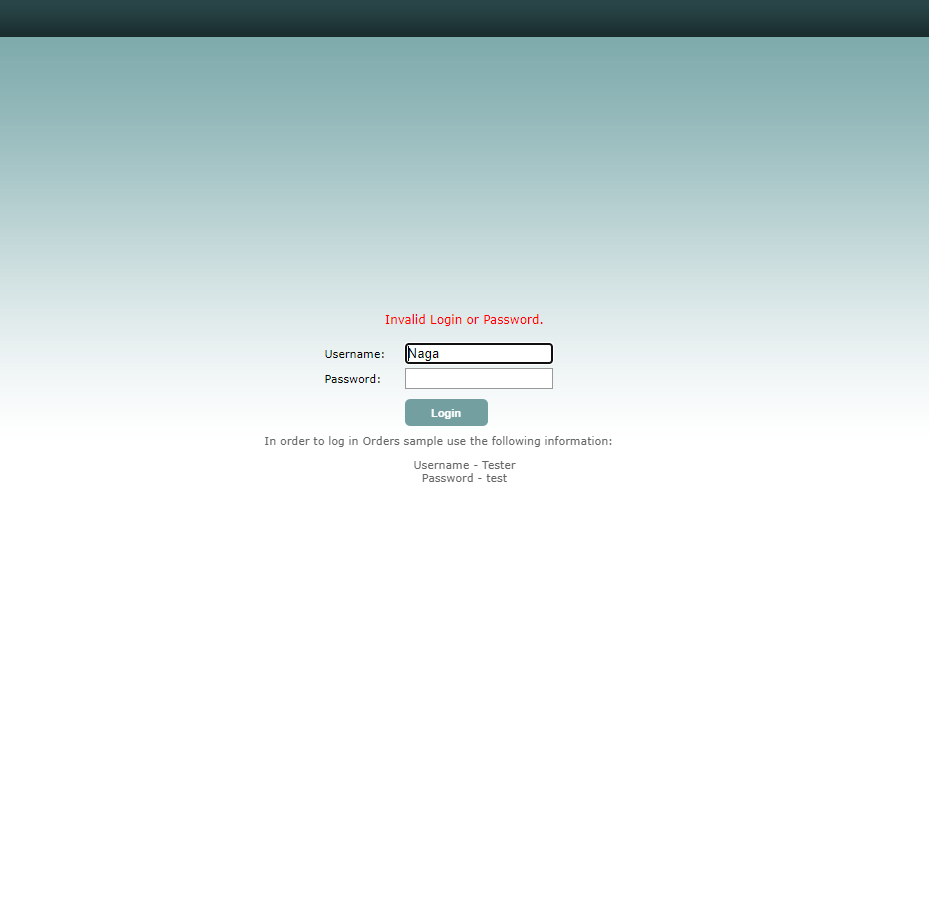 Invalid Login or Password.
Username: Naga
Password:
Login
In order to log in Orders sample use the following information:
Username - Tester
Password - test